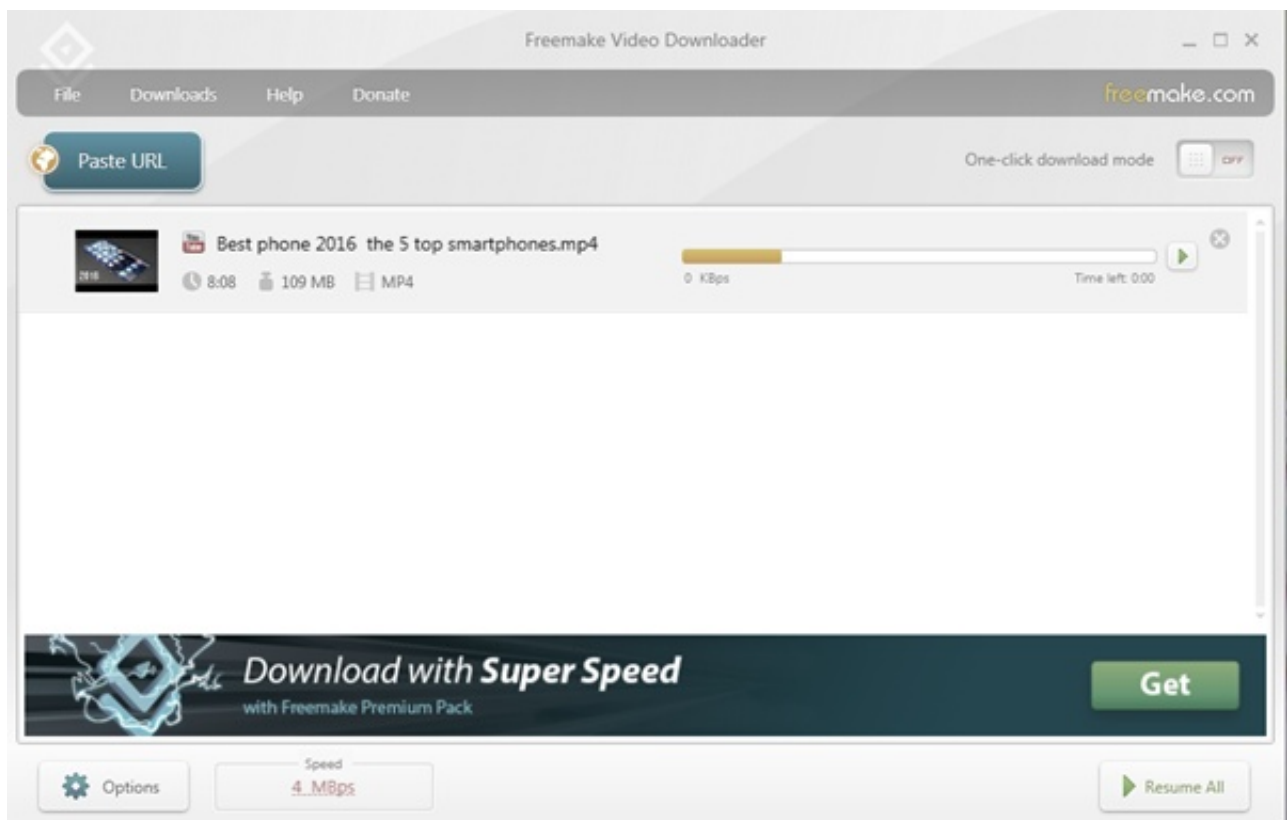 Freemake Video Downloader
File Downloads Help Donate
freemake.com
Paste URL
One-click download mode OFF
2016
Best phone 2016 the 5 top smartphones.mp4
8:08 109 MB MP4
0 KBps
Time left: 0:00
Download with Super Speed
with Freemake Premium Pack
Get
Options
Speed
4 MBps
Resume All